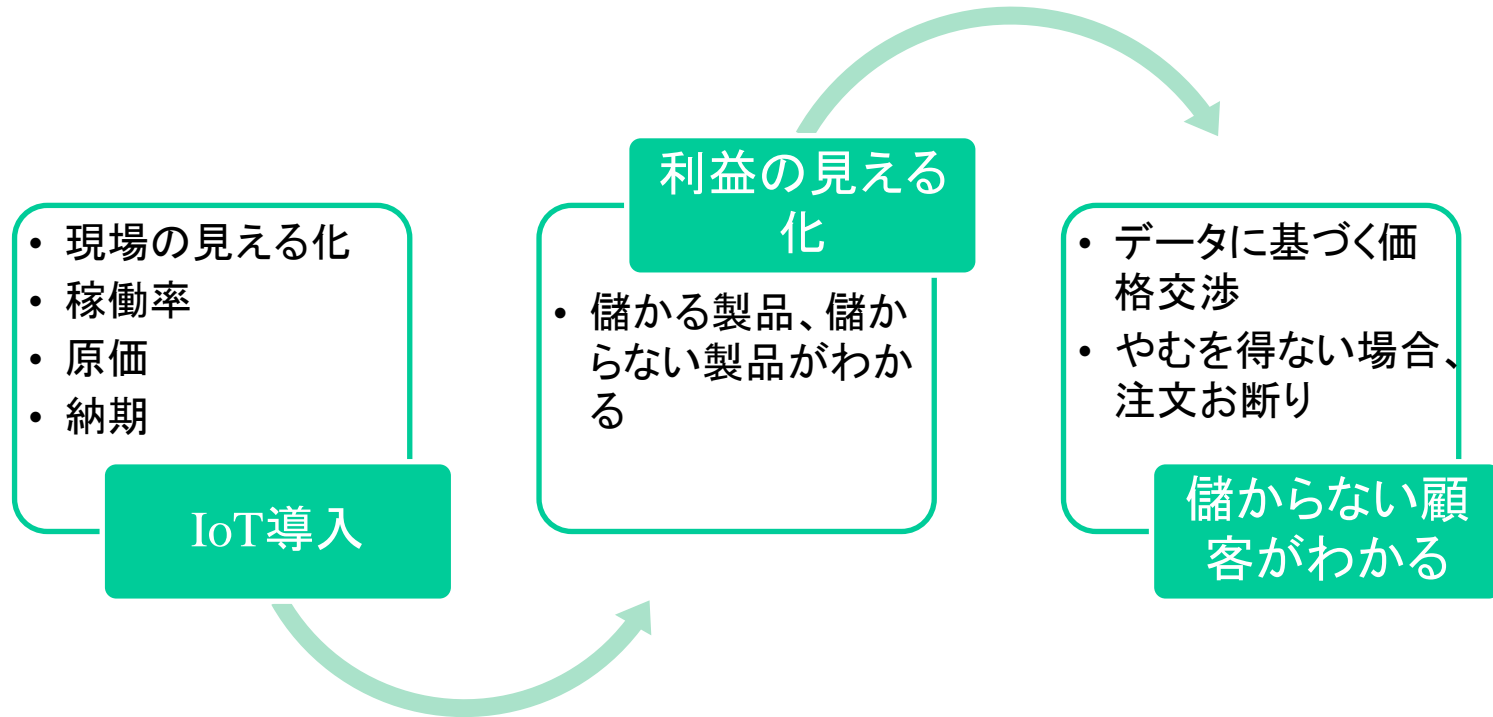 • 現場の見える化
• 稼働率
• 原価
• 納期
IoT導入
利益の見える
化
• 儲かる製品、儲か
らない製品がわか
る
• データに基づく価
格交渉
• やむを得ない場合、
注文お断り
儲からない顧
客がわかる